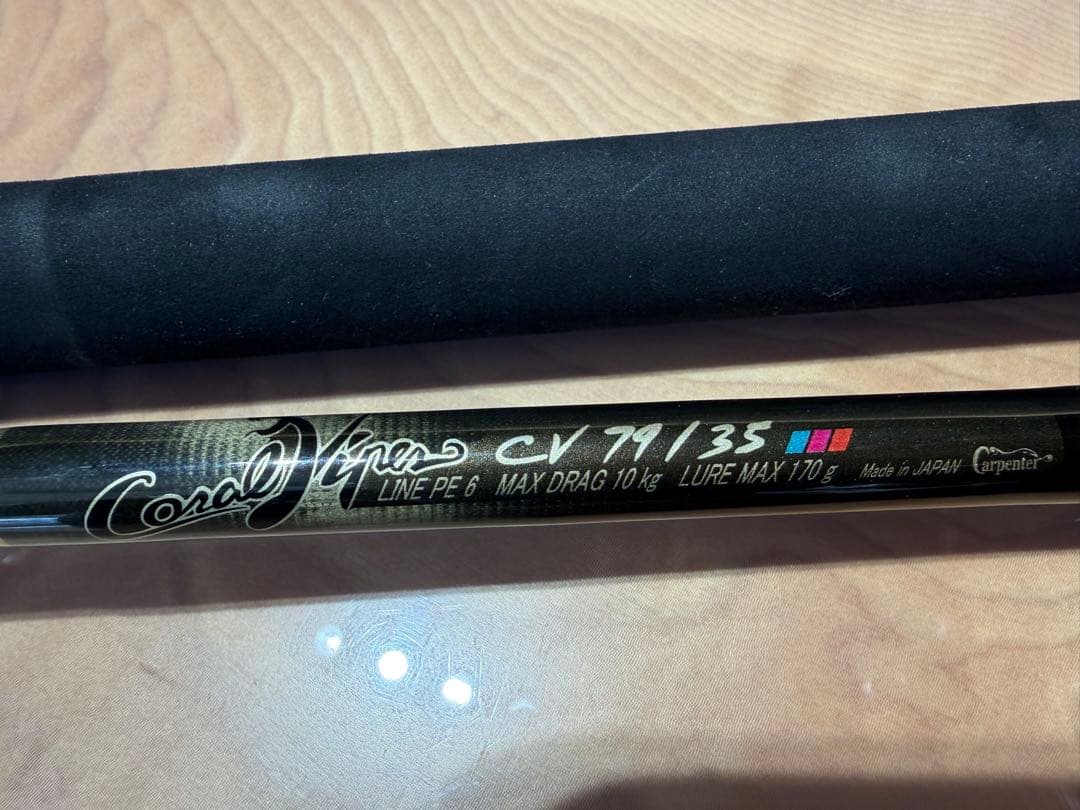 Coral Viper CV 79/35
LINE PE 6 MAX DRAG 10 kg LURE MAX 170 g Made in JAPAN Carpenter